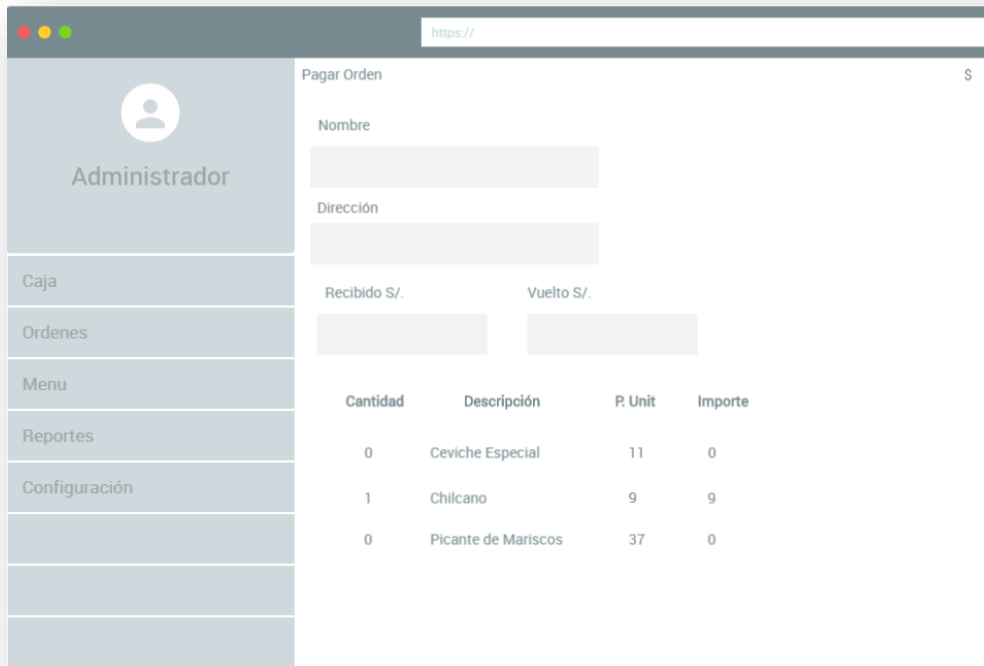 https://
Administrador
Caja
Ordenes
Menu
Reportes
Configuración
Pagar Orden $
Nombre
Dirección
Recibido S/. Vuelto S/.
Cantidad Descripción P. Unit Importe
0 Ceviche Especial 11 0
1 Chilcano 9 9
0 Picante de Mariscos 37 0